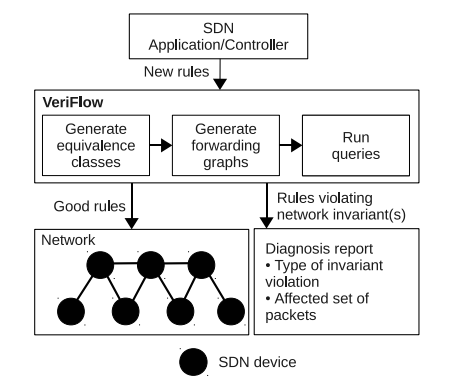 SDN
Application/Controller
New rules
VeriFlow
Generate
equivalence
classes
Generate
forwarding
graphs
Run
queries
Good rules
Rules violating
network invariant(s)
Network
Diagnosis report
• Type of invariant
violation
• Affected set of
packets
SDN device